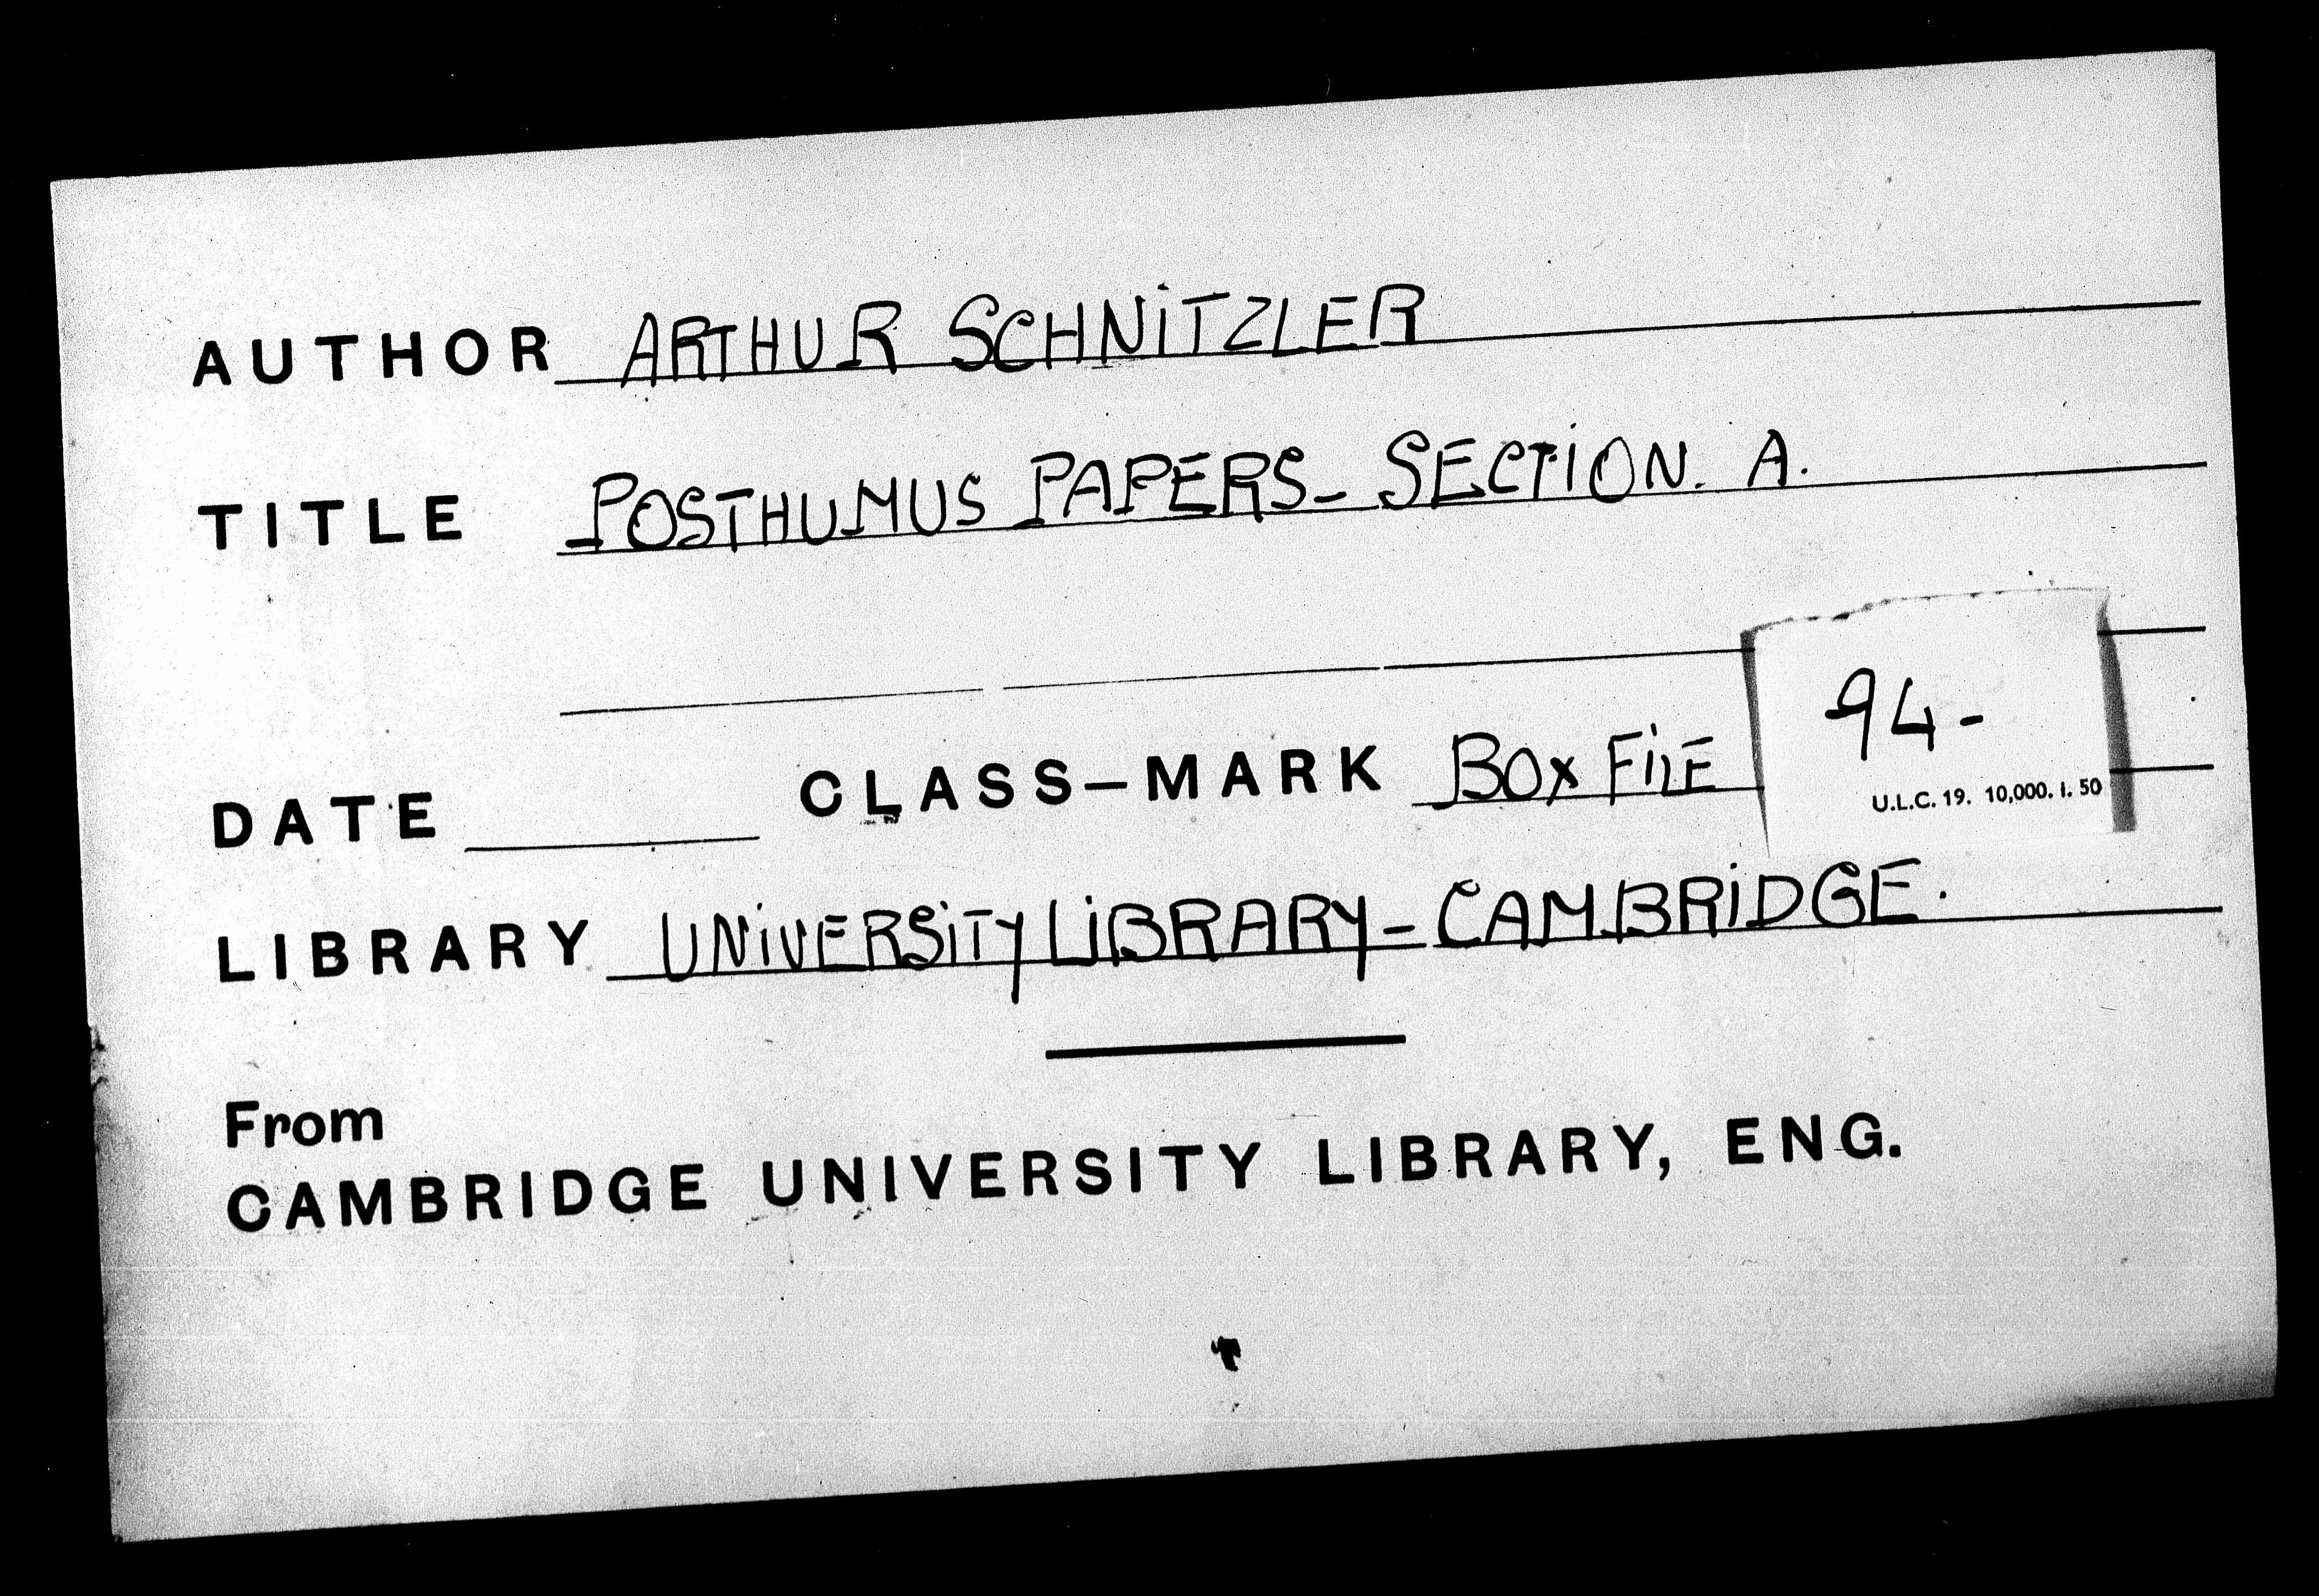 AUTHOR ARTHUR SCHNITZLER
TITLE POSTHUMUS PAPERS- SECTION. A.
DATE CLASS-MARK BOX FILE 94-
U.L.C. 19. 10,000. i. 50
LIBRARY UNIVERSITY LIBRARY - CAMBRIDGE.
From
CAMBRIDGE UNIVERSITY LIBRARY, ENG.